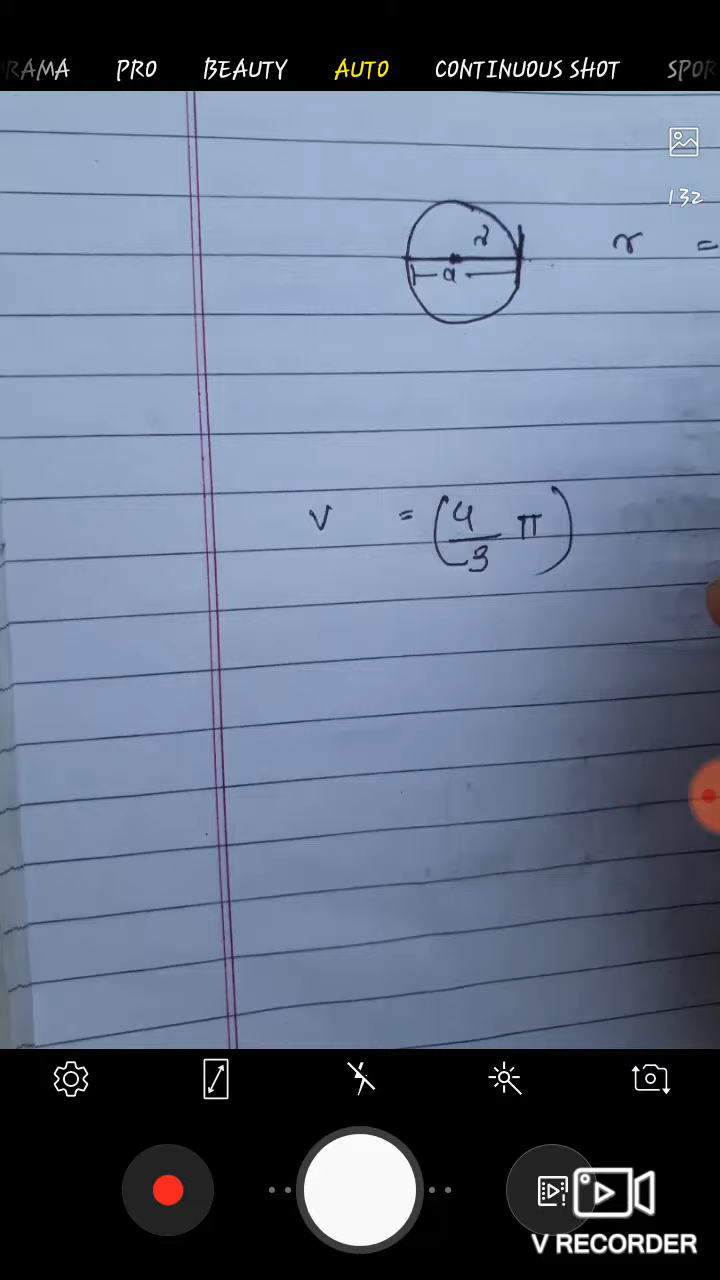 RAMA PRO BEAUTY AUTO CONTINUOUS SHOT SPOR
132
r r =
a
V = (4/3 π)
V RECORDER